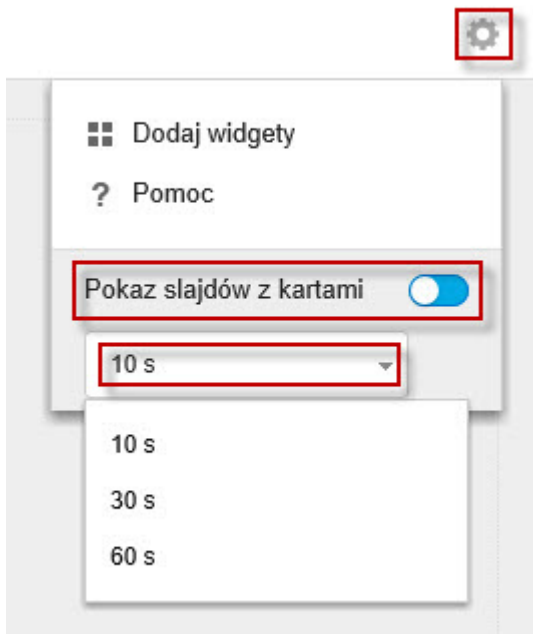 Dodaj widgety
? Pomoc
Pokaz slajdów z kartami
10 s
10 s
30 s
60 s